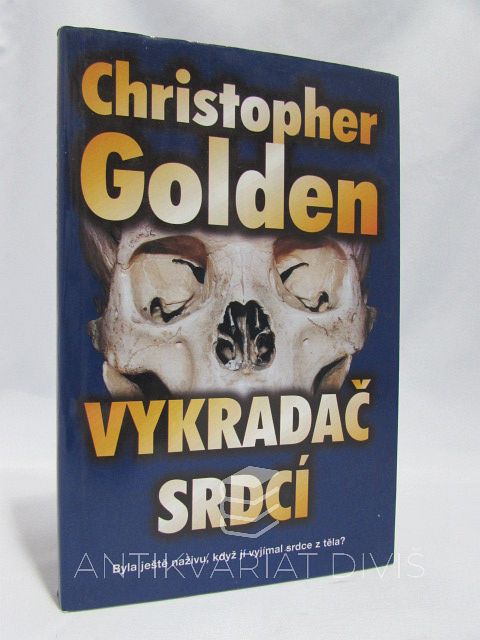 Christopher
Golden
VYKRADAČ
SRDCÍ
Byla ještě naživu, když jí vyjímal srdce z těla?
ANTIKVARIÁT DIVIŠ